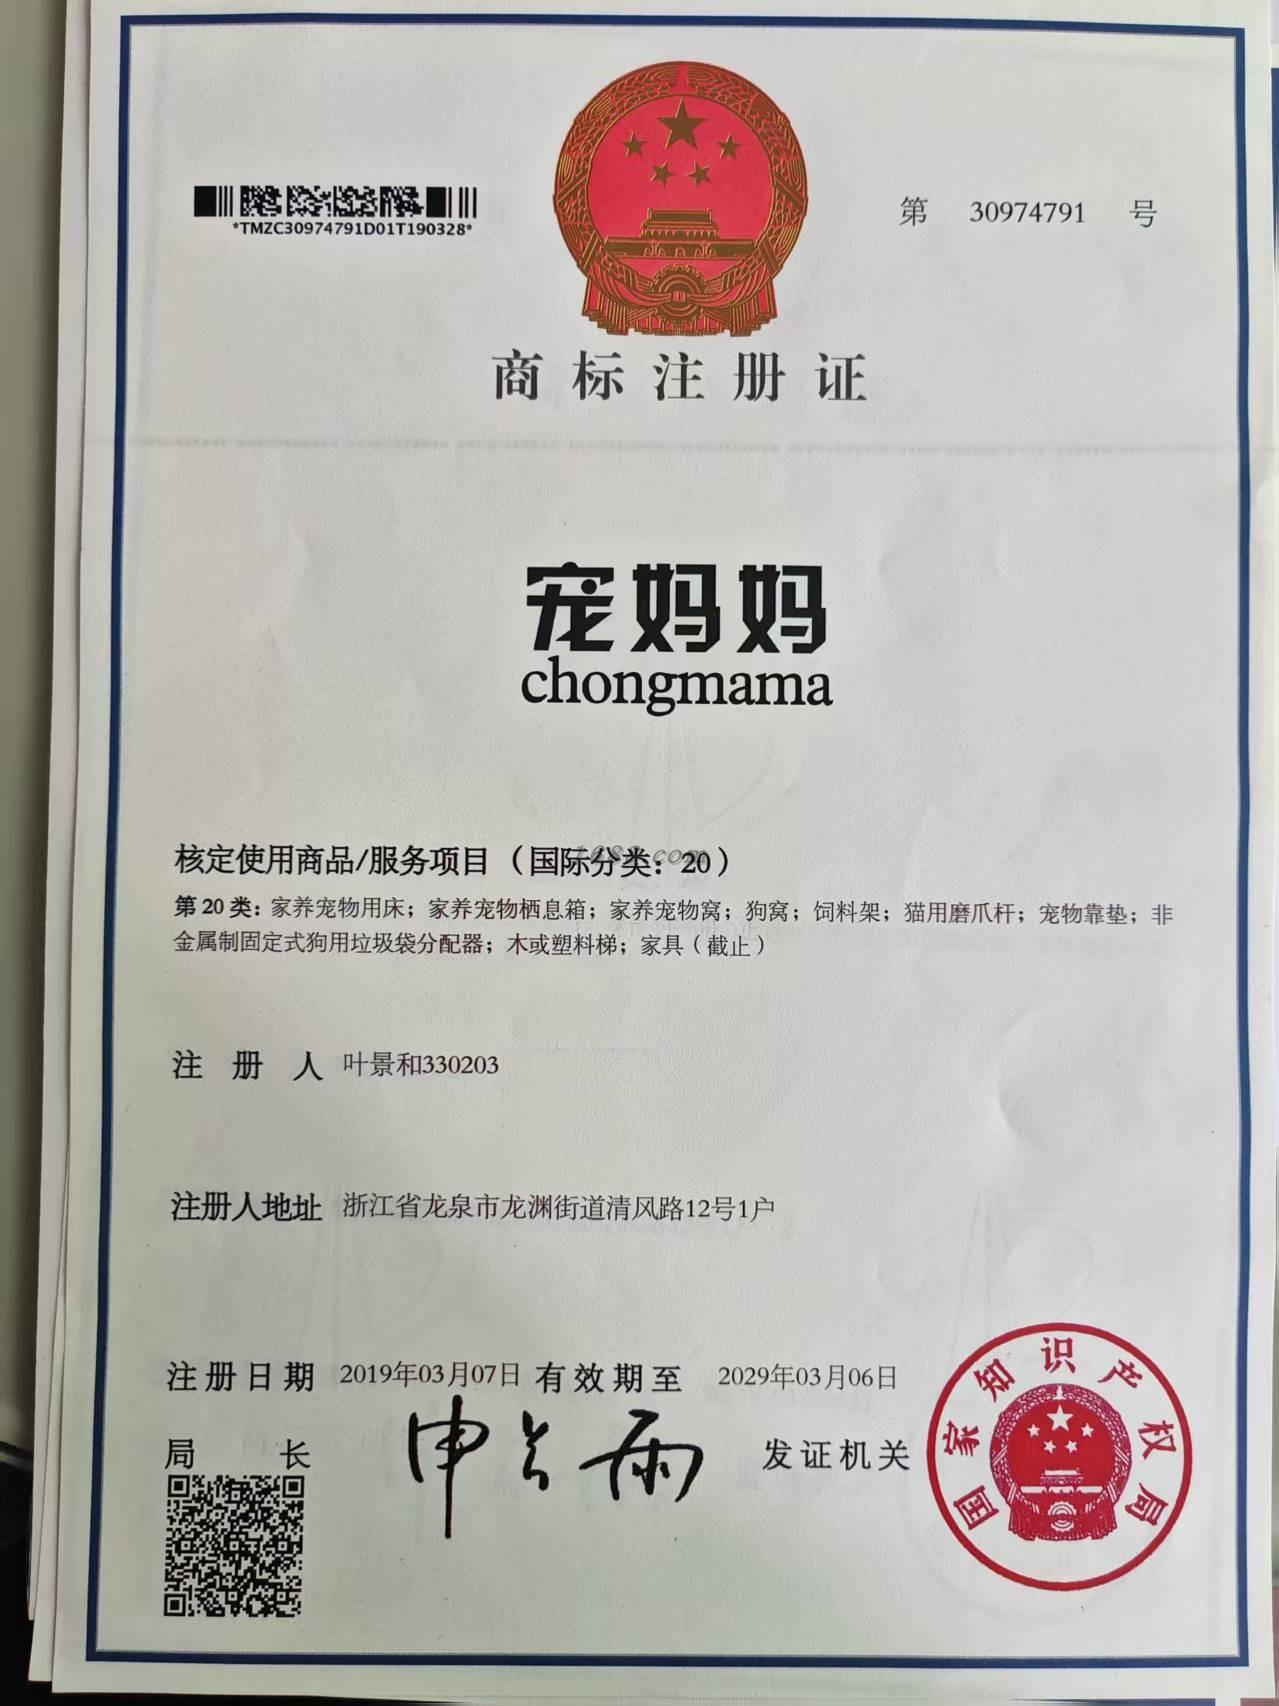 *TMZC30974791D01T190328*
第 30974791 号
商标注册证
宠妈妈
chongmama
1688.com
核定使用商品/服务项目（国际分类：20）
第20类：家养宠物用床；家养宠物栖息箱；家养宠物窝；狗窝；饲料架；猫用磨爪杆；宠物靠垫；非
金属制固定式狗用垃圾袋分配器；木或塑料梯；家具（截止）
注 册 人 叶景和330203
注册人地址 浙江省龙泉市龙渊街道清风路12号1户
注册日期 2019年03月07日 有效期至 2029年03月06日
局 长 申长雨 发证机关
国家知识产权局